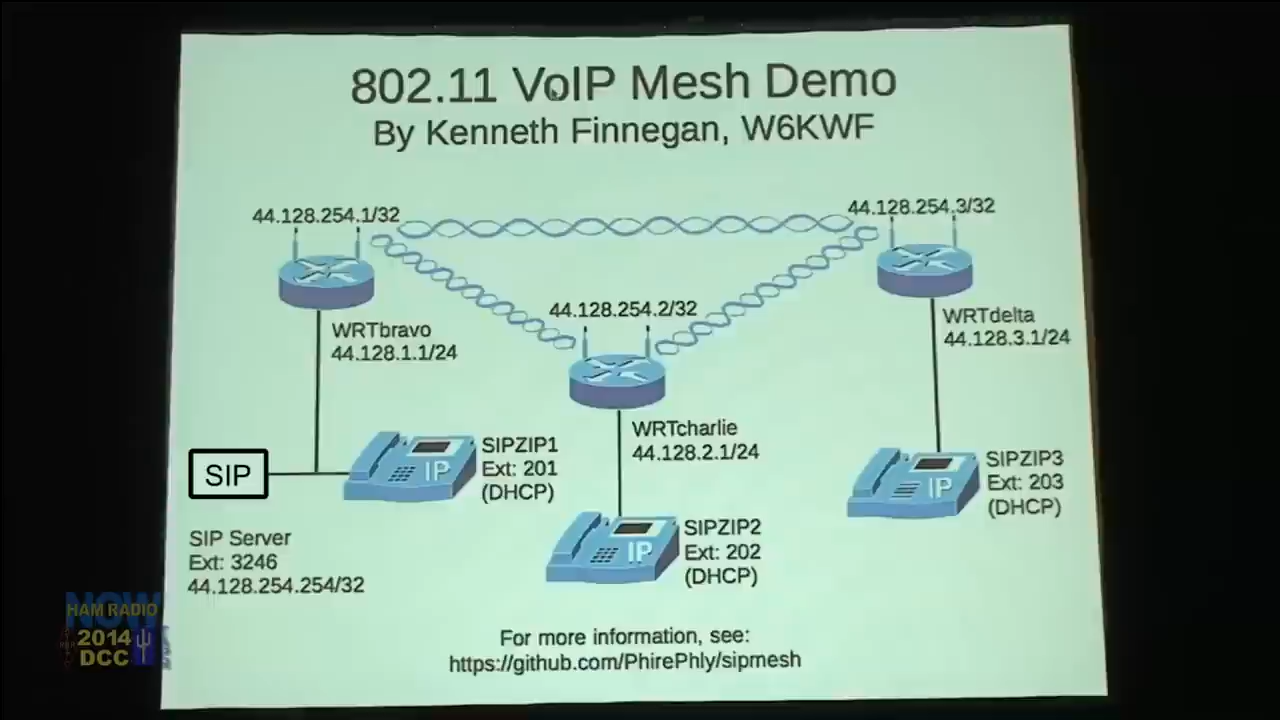 802.11 VoIP Mesh Demo
By Kenneth Finnegan, W6KWF
44.128.254.1/32
44.128.254.3/32
44.128.254.2/32
WRTbravo
44.128.1.1/24
WRTdelta
44.128.3.1/24
WRTcharlie
44.128.2.1/24
SIP
IP
SIPZIP1
Ext: 201
(DHCP)
IP
SIPZIP3
Ext: 203
(DHCP)
IP
SIPZIP2
Ext: 202
(DHCP)
SIP Server
Ext: 3246
44.128.254.254/32
For more information, see:
https://github.com/PhirePhly/sipmesh
NOW
HAM RADIO
2014
DCC